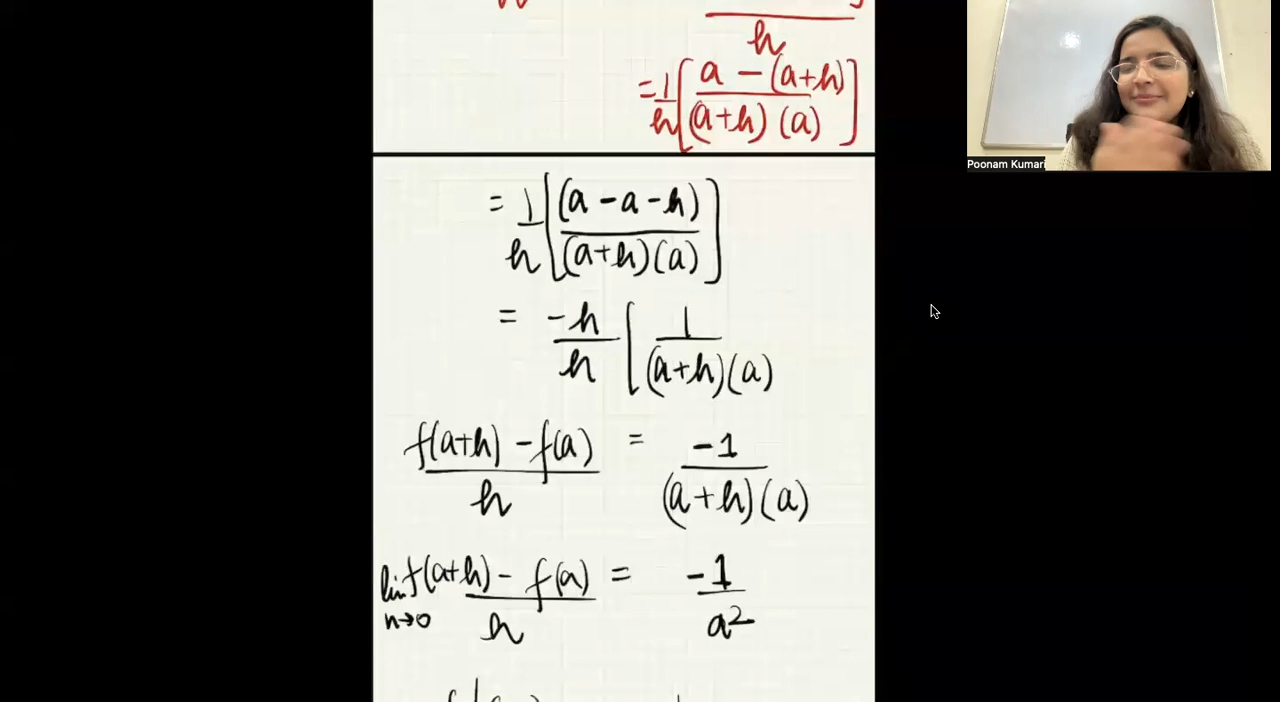 h
= 1/h [ (a - (a+h)) / ((a+h) (a)) ]
Poonam Kumari
= 1/h [ (a - a - h) / ((a+h)(a)) ]
= -h/h [ 1 / ((a+h)(a))
(f(a+h) - f(a)) / h = -1 / ((a+h)(a))
lim h→0 (f(a+h) - f(a)) / h = -1 / a²